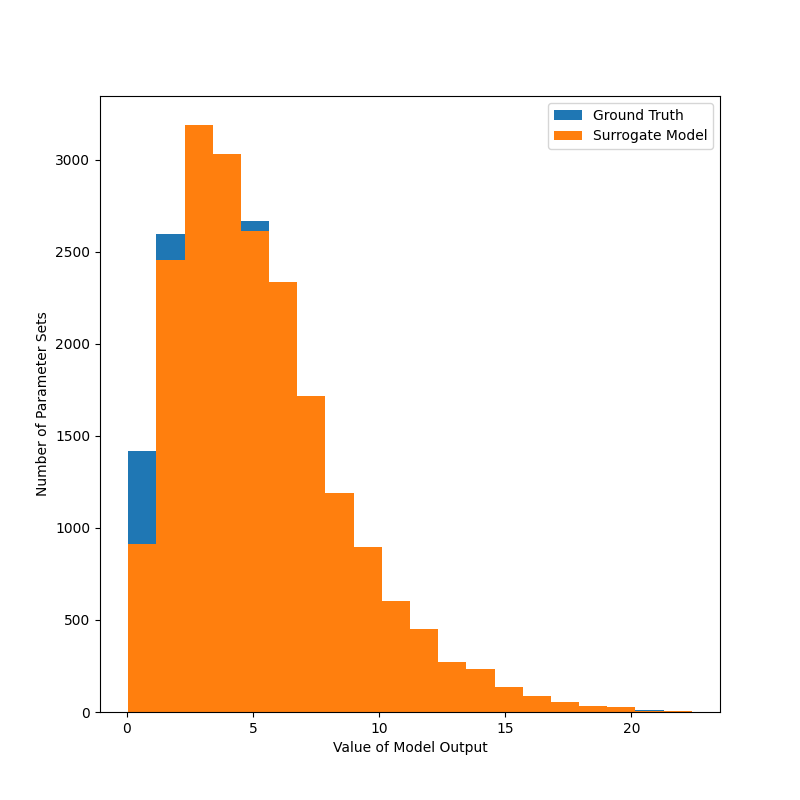 Ground Truth
Surrogate Model
3000
2500
2000
1500
1000
500
0
Number of Parameter Sets
0 5 10 15 20
Value of Model Output